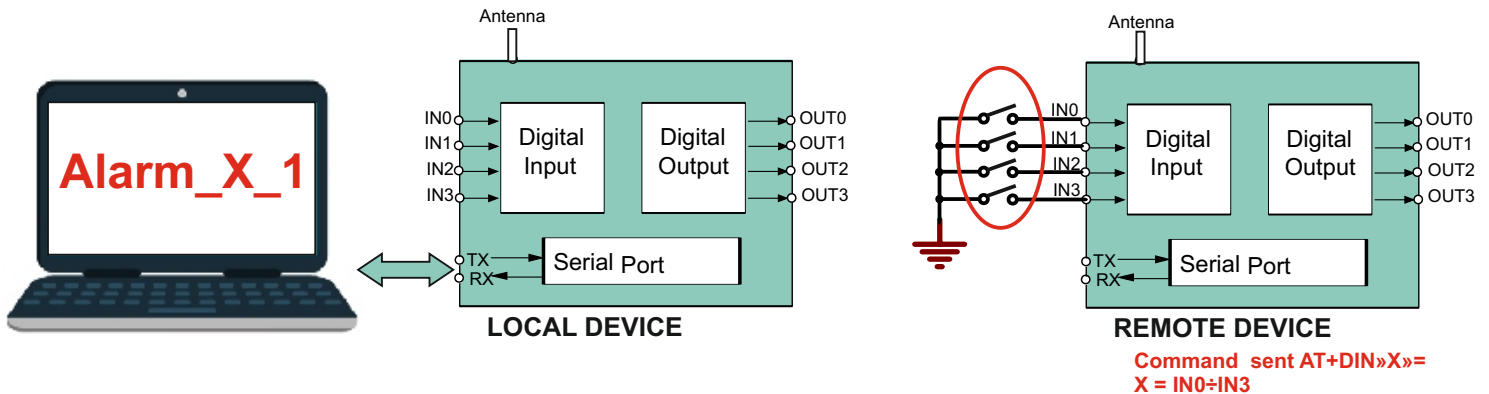 Antenna
Alarm_X_1
IN0
IN1
IN2
IN3
Digital
Input
Digital
Output
OUT0
OUT1
OUT2
OUT3
TX
RX
Serial Port
LOCAL DEVICE
Antenna
IN0
IN1
IN2
IN3
Digital
Input
Digital
Output
OUT0
OUT1
OUT2
OUT3
TX
RX
Serial Port
REMOTE DEVICE
Command sent AT+DIN»X»=
X = IN0÷IN3